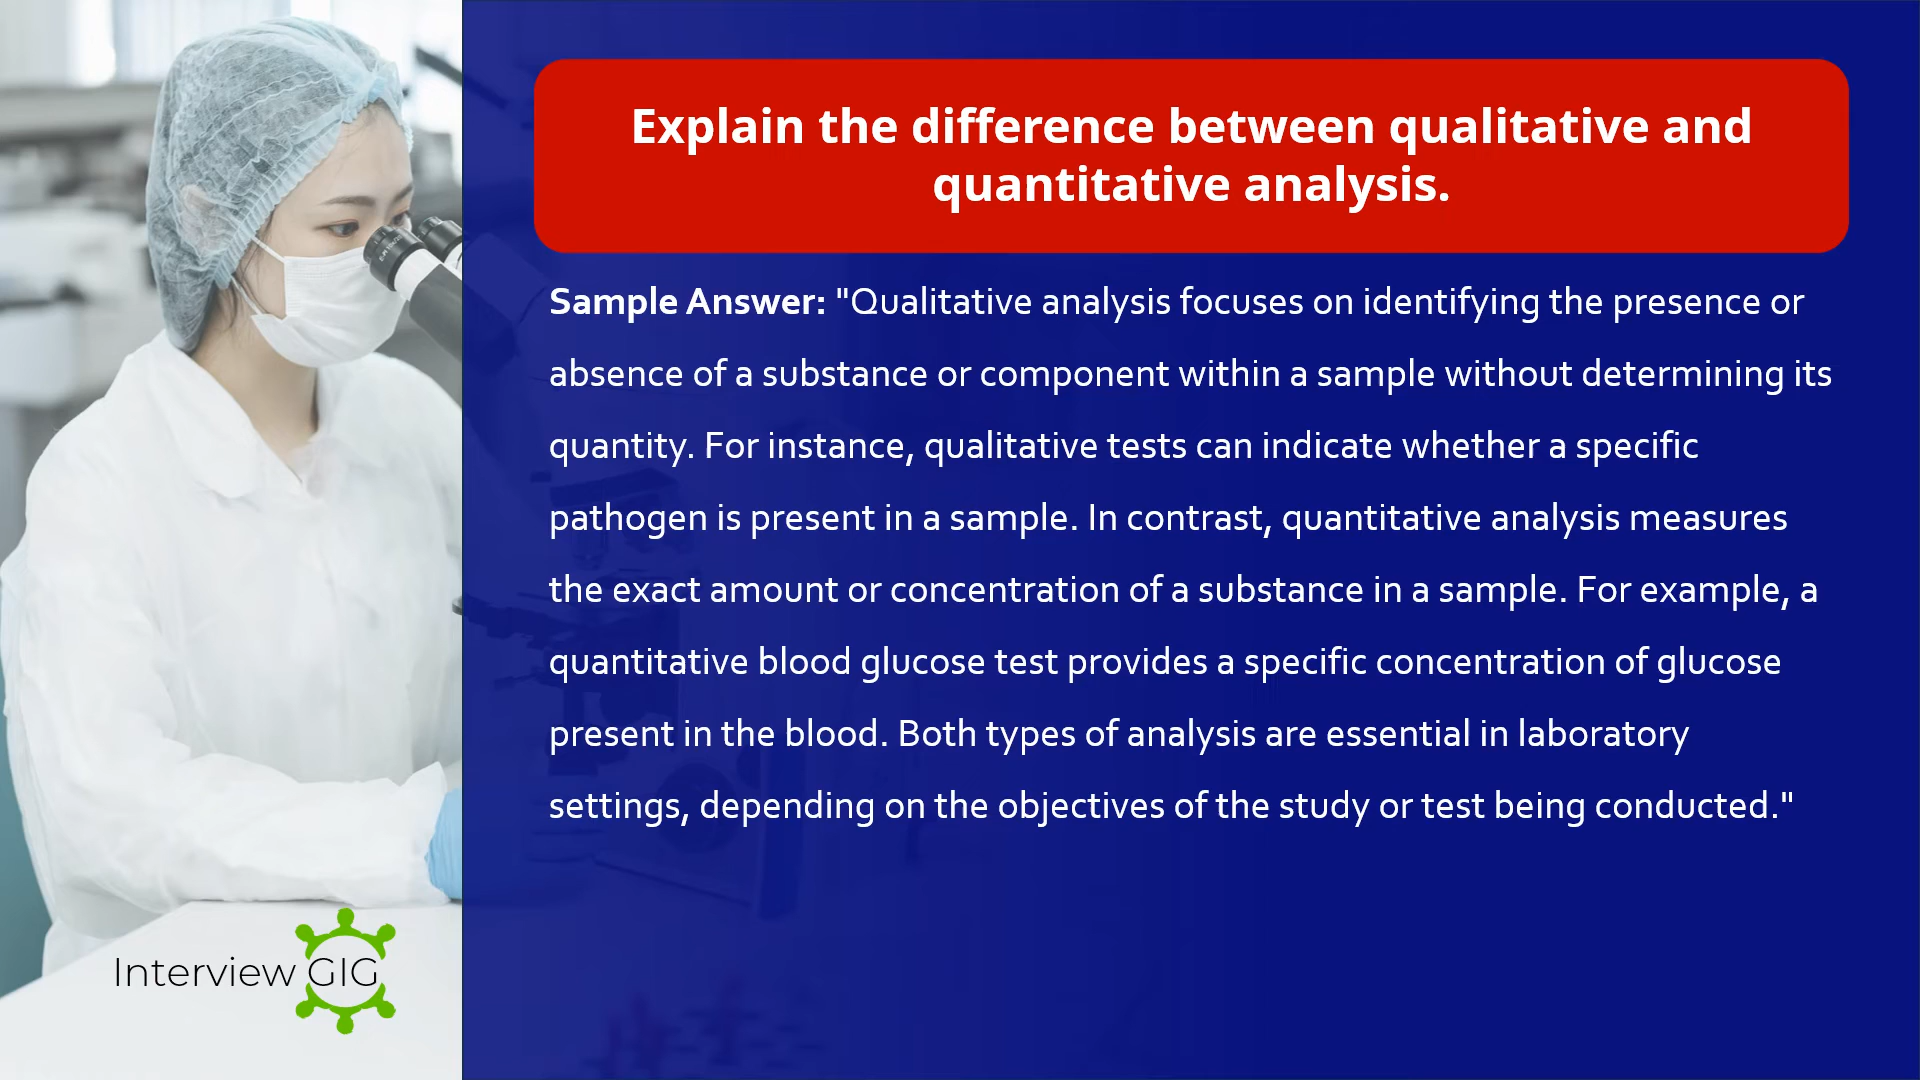 Explain the difference between qualitative and
quantitative analysis.
Sample Answer: "Qualitative analysis focuses on identifying the presence or
absence of a substance or component within a sample without determining its
quantity. For instance, qualitative tests can indicate whether a specific
pathogen is present in a sample. In contrast, quantitative analysis measures
the exact amount or concentration of a substance in a sample. For example, a
quantitative blood glucose test provides a specific concentration of glucose
present in the blood. Both types of analysis are essential in laboratory
settings, depending on the objectives of the study or test being conducted."
Interview GIG